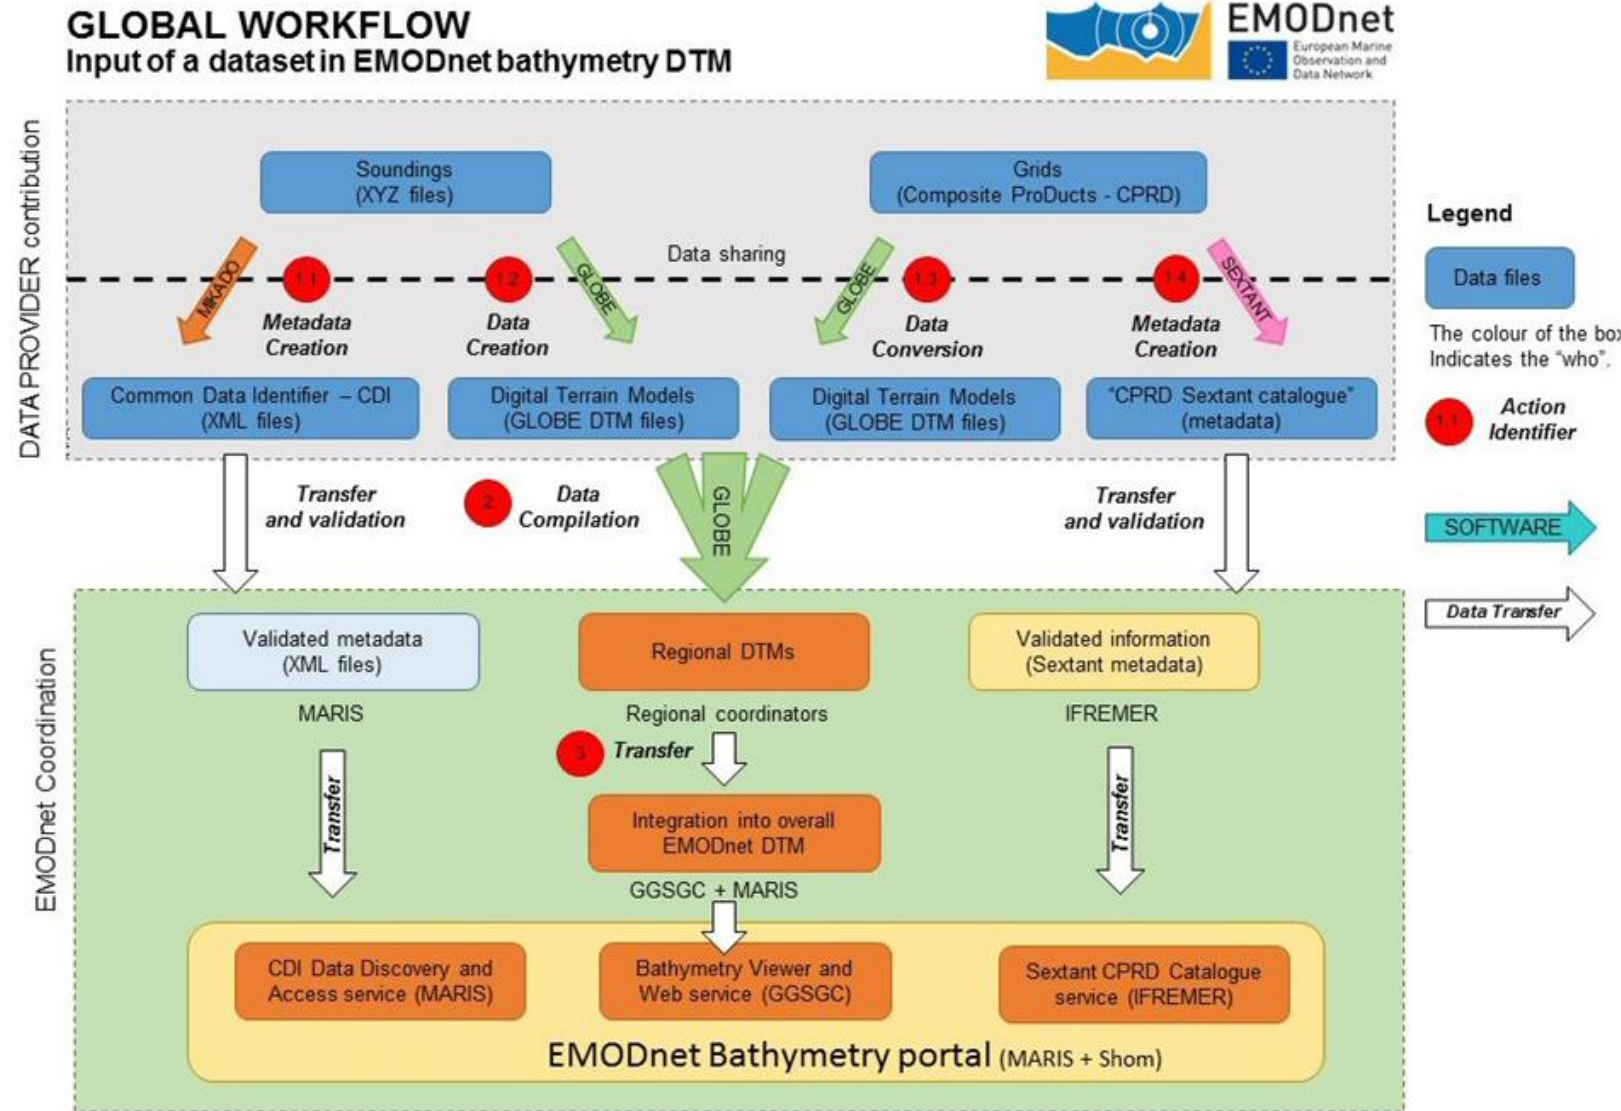 GLOBAL WORKFLOW
Input of a dataset in EMODnet bathymetry DTM
EMODnet
European Marine
Observation and
Data Network
DATA PROVIDER contribution
Soundings
(XYZ files)
Grids
(Composite ProDucts - CPRD)
Data sharing
MIKADO
1.1
Metadata
Creation
1.2
Data
Creation
GLOBE
GLOBE
1.3
Data
Conversion
1.4
Metadata
Creation
SEXTANT
Common Data Identifier – CDI
(XML files)
Digital Terrain Models
(GLOBE DTM files)
Digital Terrain Models
(GLOBE DTM files)
"CPRD Sextant catalogue"
(metadata)
Legend
Data files
The colour of the box
Indicates the "who".
1.1
Action
Identifier
SOFTWARE
Data Transfer
Transfer
and validation
2
Data
Compilation
GLOBE
Transfer
and validation
EMODnet Coordination
Validated metadata
(XML files)
MARIS
Regional DTMs
Regional coordinators
Validated information
(Sextant metadata)
IFREMER
Transfer
3
Transfer
Transfer
Integration into overall
EMODnet DTM
GGSGC + MARIS
CDI Data Discovery and
Access service (MARIS)
Bathymetry Viewer and
Web service (GGSGC)
Sextant CPRD Catalogue
service (IFREMER)
EMODnet Bathymetry portal (MARIS + Shom)